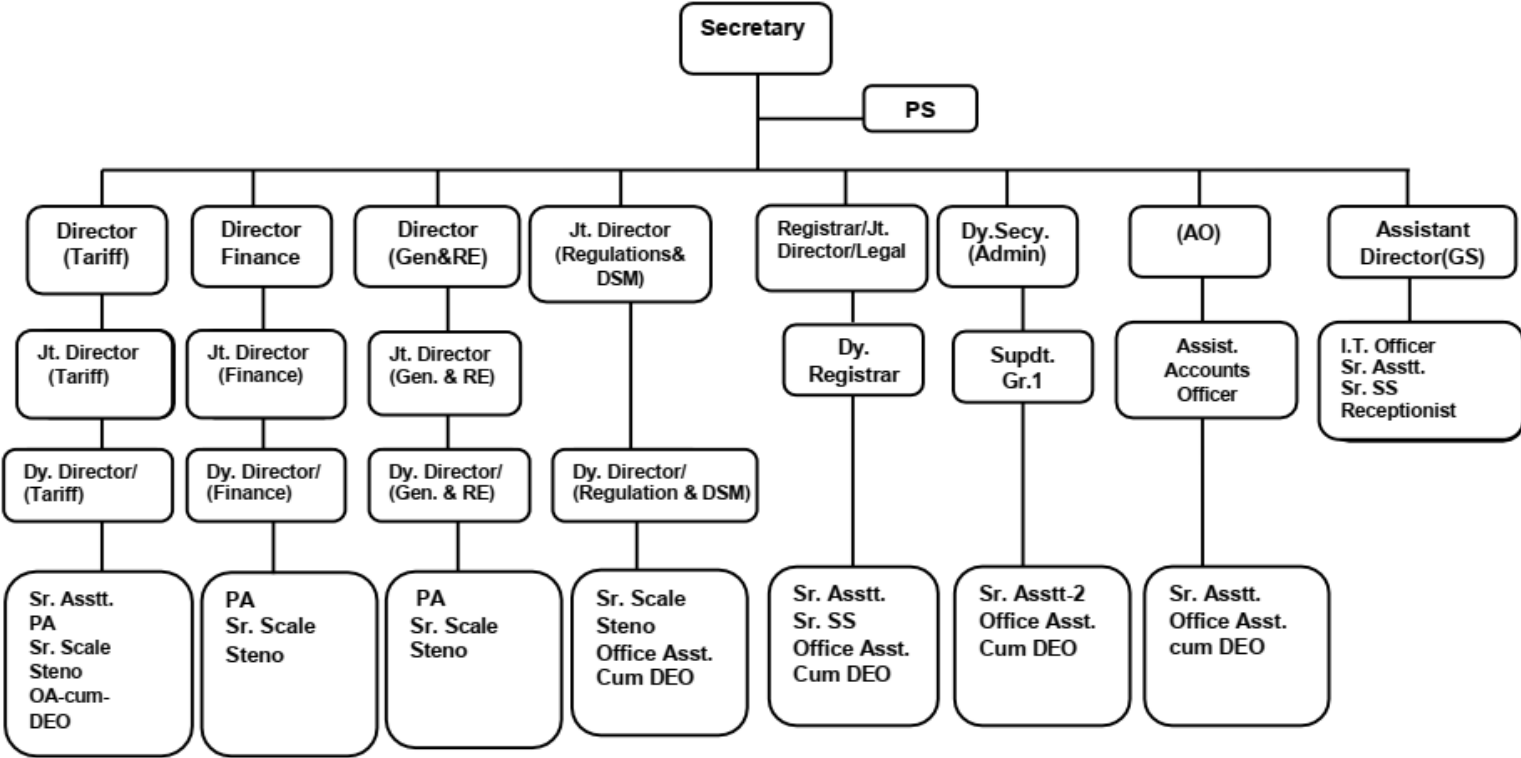 Secretary
PS
Director
(Tariff)
Director
Finance
Director
(Gen&RE)
Jt. Director
(Regulations&
DSM)
Registrar/Jt.
Director/Legal
Dy.Secy.
(Admin)
(AO)
Assistant
Director(GS)
Jt. Director
(Tariff)
Jt. Director
(Finance)
Jt. Director
(Gen. & RE)
Dy.
Registrar
Supdt.
Gr.1
Assist.
Accounts
Officer
I.T. Officer
Sr. Asstt.
Sr. SS
Receptionist
Dy. Director/
(Tariff)
Dy. Director/
(Finance)
Dy. Director/
(Gen. & RE)
Dy. Director/
(Regulation & DSM)
Sr. Asstt.
PA
Sr. Scale
Steno
OA-cum-
DEO
PA
Sr. Scale
Steno
PA
Sr. Scale
Steno
Sr. Scale
Steno
Office Asst.
Cum DEO
Sr. Asstt.
Sr. SS
Office Asst.
Cum DEO
Sr. Asstt-2
Office Asst.
Cum DEO
Sr. Asstt.
Office Asst.
cum DEO